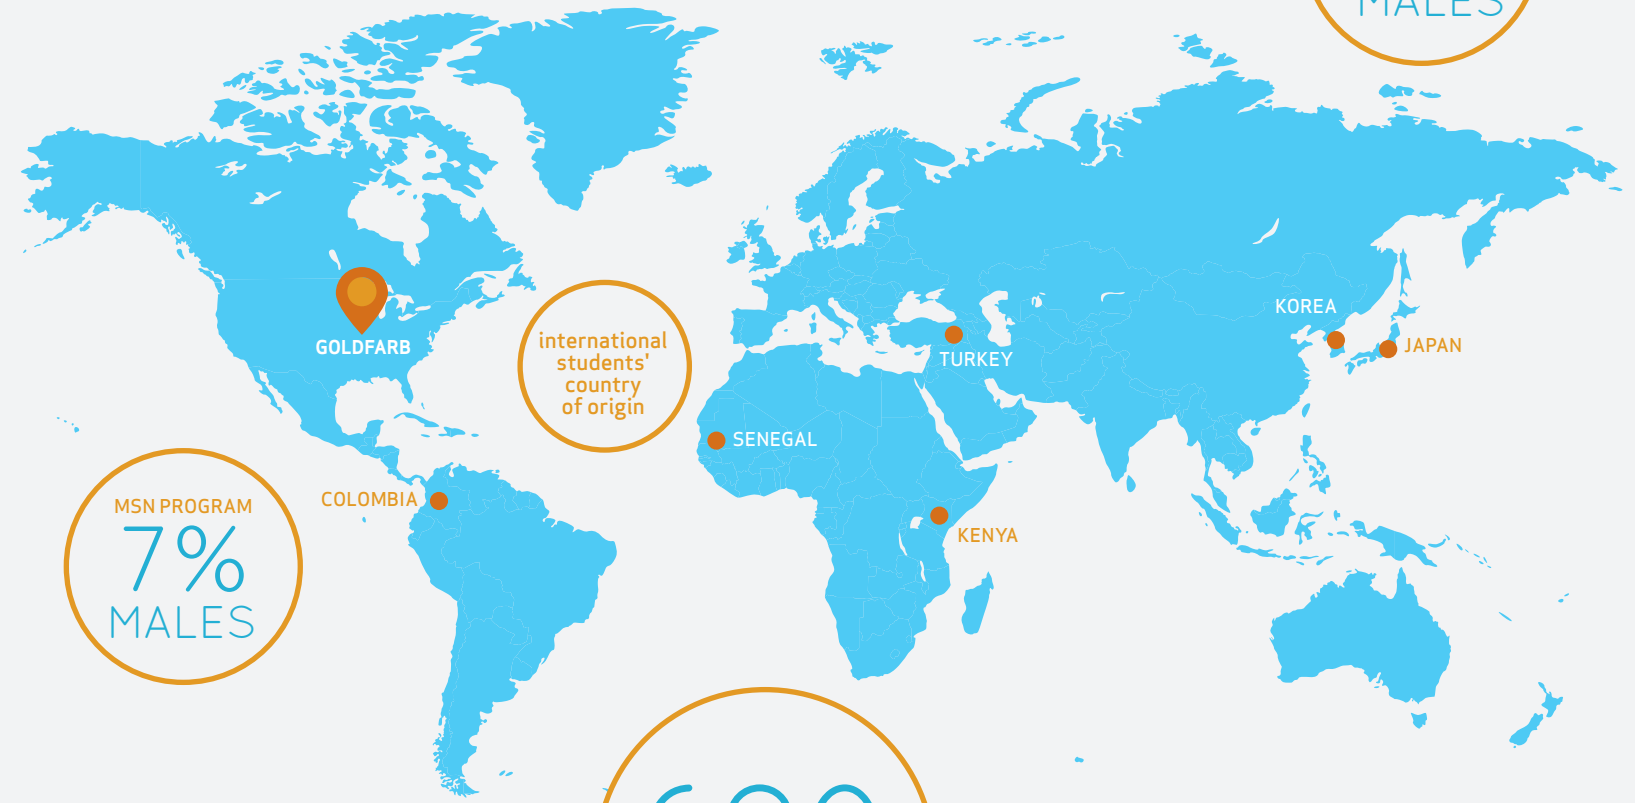 MALES
KOREA
JAPAN
GOLDFARB
international
students'
country
of origin
TURKEY
SENEGAL
COLOMBIA
KENYA
MSN PROGRAM
7%
MALES